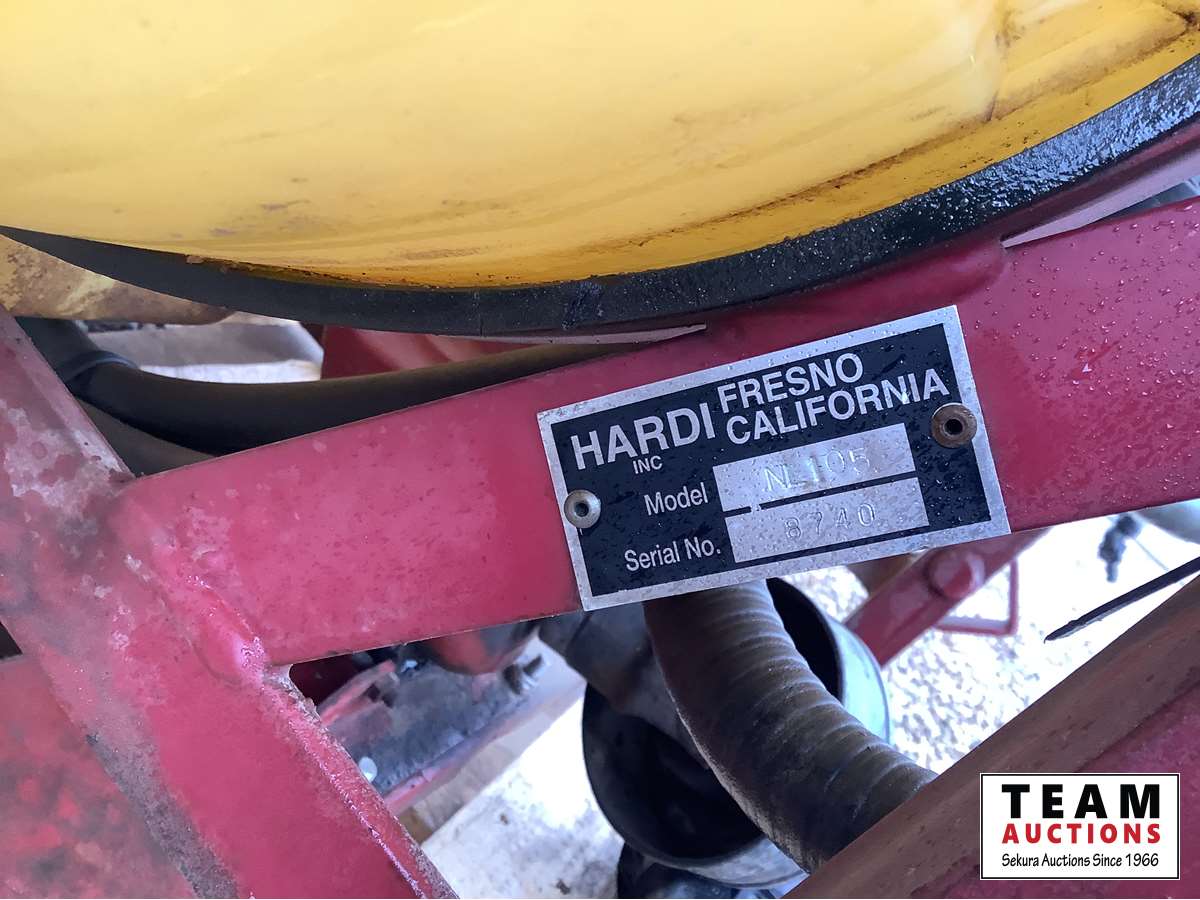 HARDI FRESNO
INC CALIFORNIA
Model NL105
Serial No. 8740
TEAM
AUCTIONS
Sekura Auctions Since 1966